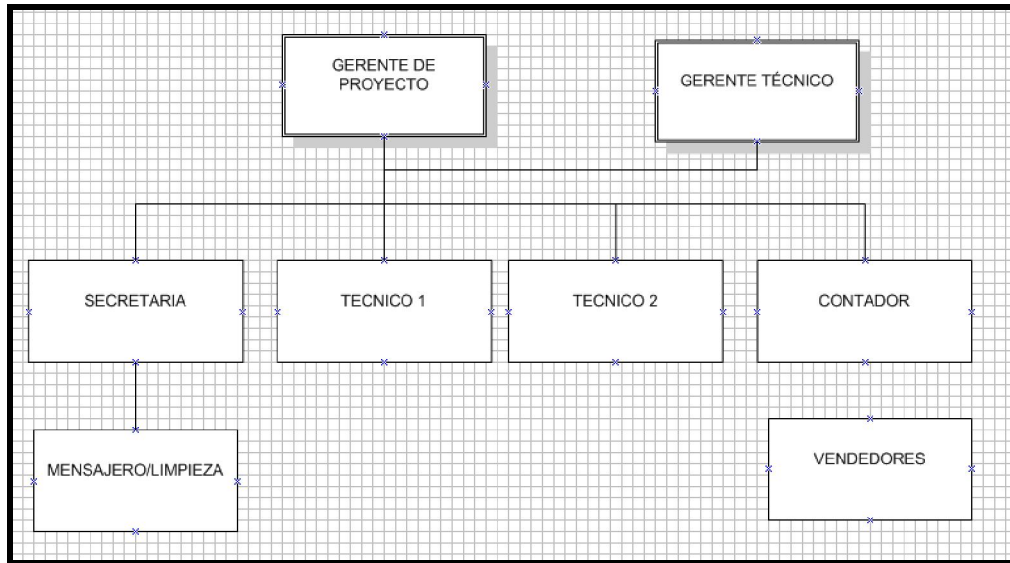 GERENTE DE
PROYECTO
GERENTE TÉCNICO
SECRETARIA
TECNICO 1
TECNICO 2
CONTADOR
MENSAJERO/LIMPIEZA
VENDEDORES